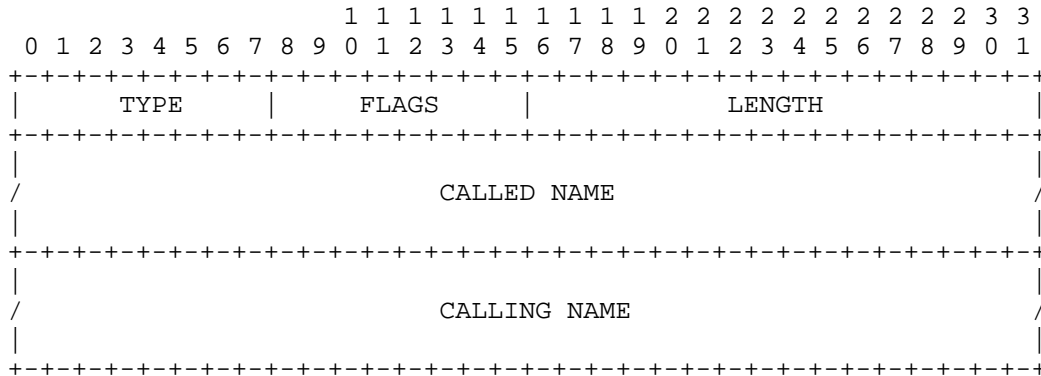 1 1 1 1 1 1 1 1 1 1 2 2 2 2 2 2 2 2 2 2 3 3
 0 1 2 3 4 5 6 7 8 9 0 1 2 3 4 5 6 7 8 9 0 1 2 3 4 5 6 7 8 9 0 1
+-+-+-+-+-+-+-+-+-+-+-+-+-+-+-+-+-+-+-+-+-+-+-+-+-+-+-+-+-+-+-+-+
|      TYPE     |     FLAGS     |            LENGTH             |
+-+-+-+-+-+-+-+-+-+-+-+-+-+-+-+-+-+-+-+-+-+-+-+-+-+-+-+-+-+-+-+-+
|                                                               |
/                          CALLED NAME                          /
|                                                               |
+-+-+-+-+-+-+-+-+-+-+-+-+-+-+-+-+-+-+-+-+-+-+-+-+-+-+-+-+-+-+-+-+
|                                                               |
/                          CALLING NAME                         /
|                                                               |
+-+-+-+-+-+-+-+-+-+-+-+-+-+-+-+-+-+-+-+-+-+-+-+-+-+-+-+-+-+-+-+-+